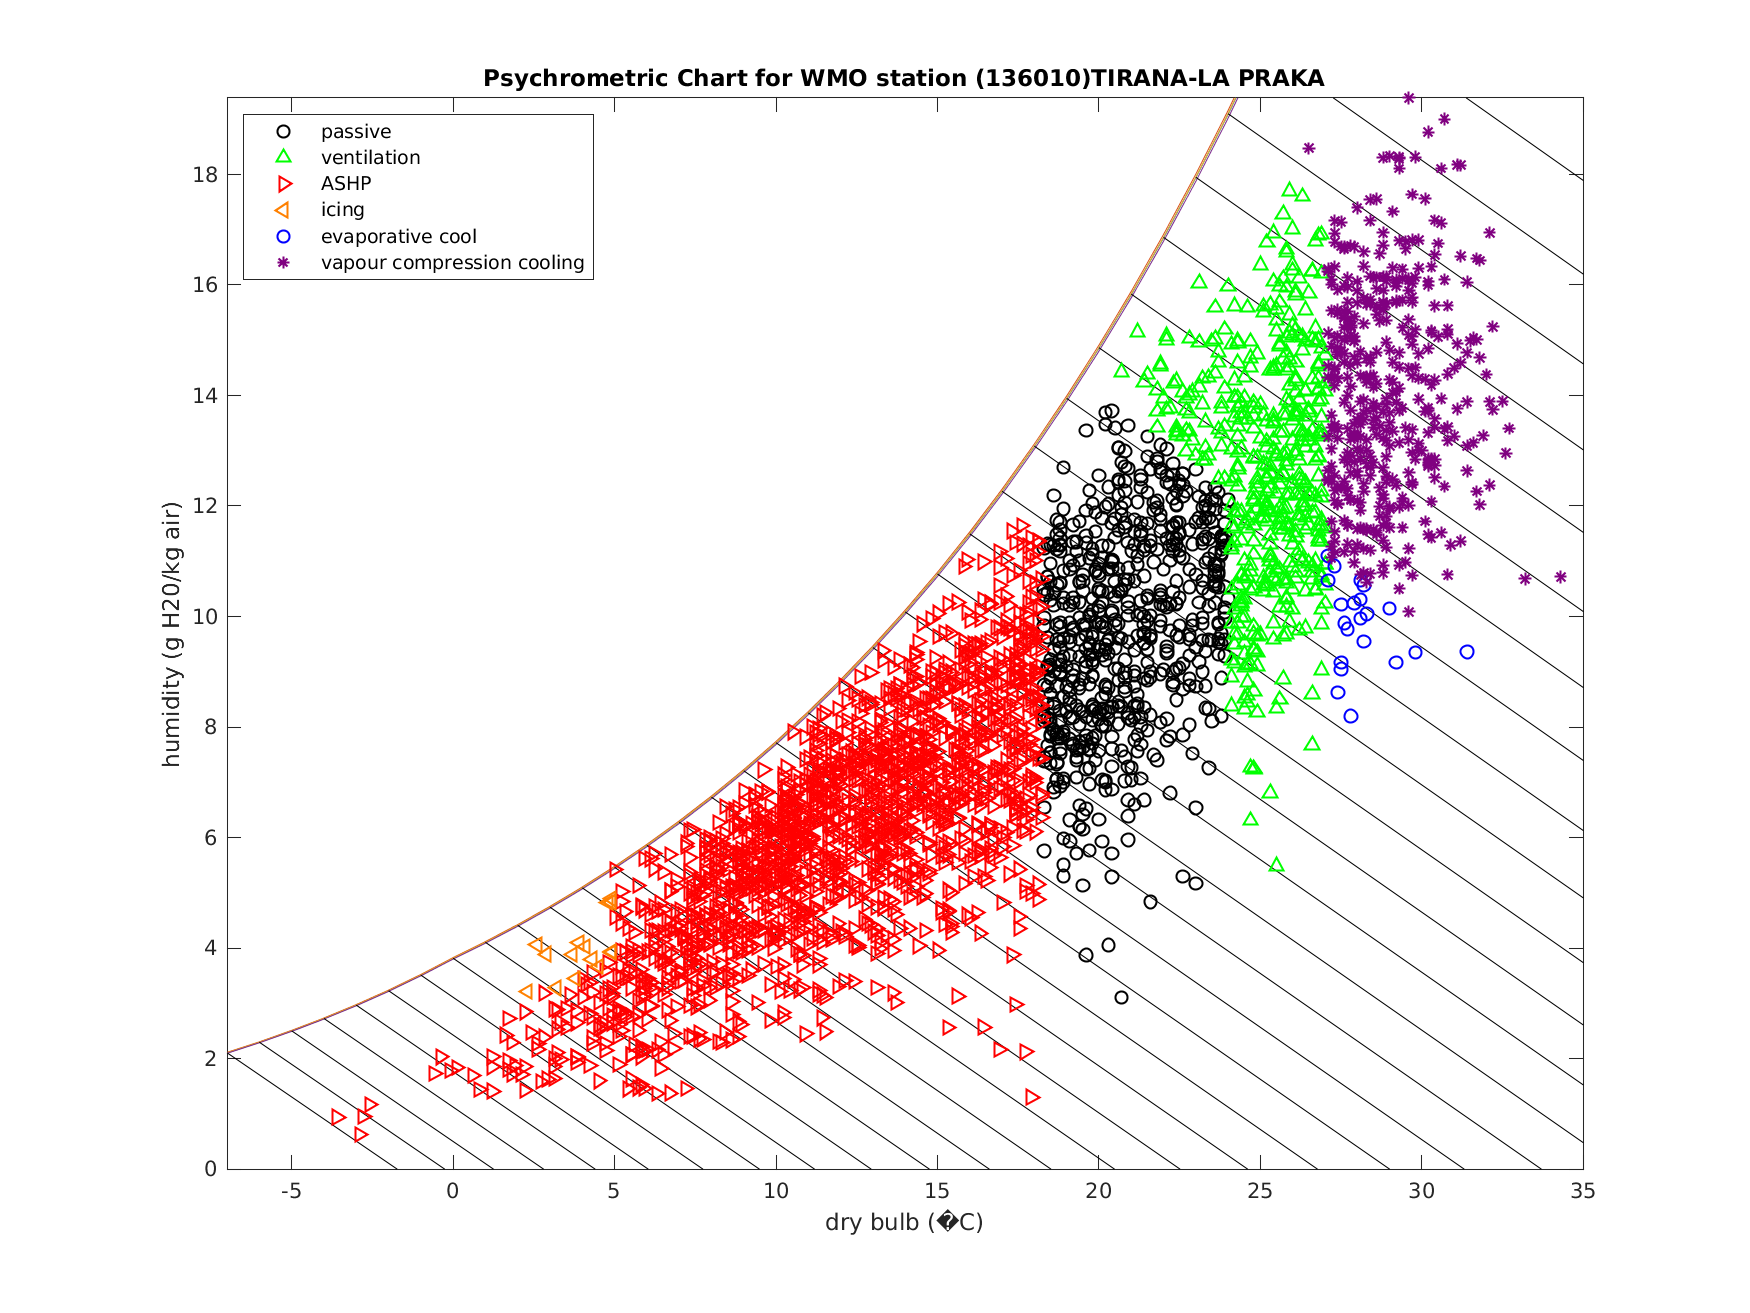 Psychrometric Chart for WMO station (136010)TIRANA-LA PRAKA
passive
ventilation
ASHP
icing
evaporative cool
vapour compression cooling
humidity (g H20/kg air)
18
16
14
12
10
8
6
4
2
0
-5
0
5
10
15
20
25
30
35
dry bulb (�C)